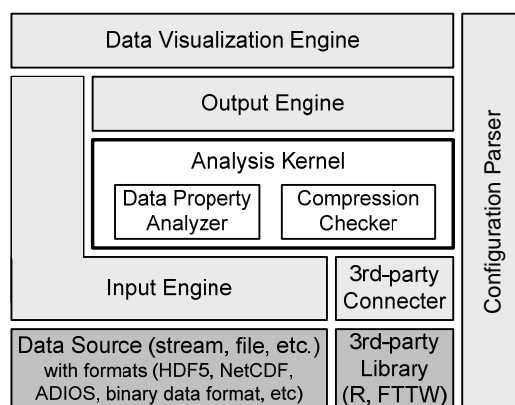 Data Visualization Engine
Output Engine
Analysis Kernel
Data Property
Analyzer
Compression
Checker
Input Engine
3rd-party
Connecter
Data Source (stream, file, etc.)
with formats (HDF5, NetCDF,
ADIOS, binary data format, etc)
3rd-party
Library
(R, FTTW)
Configuration Parser